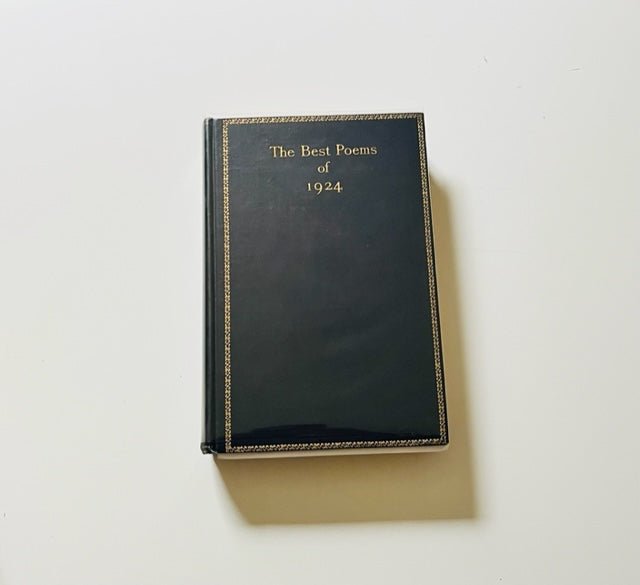 The Best Poems
of
1924